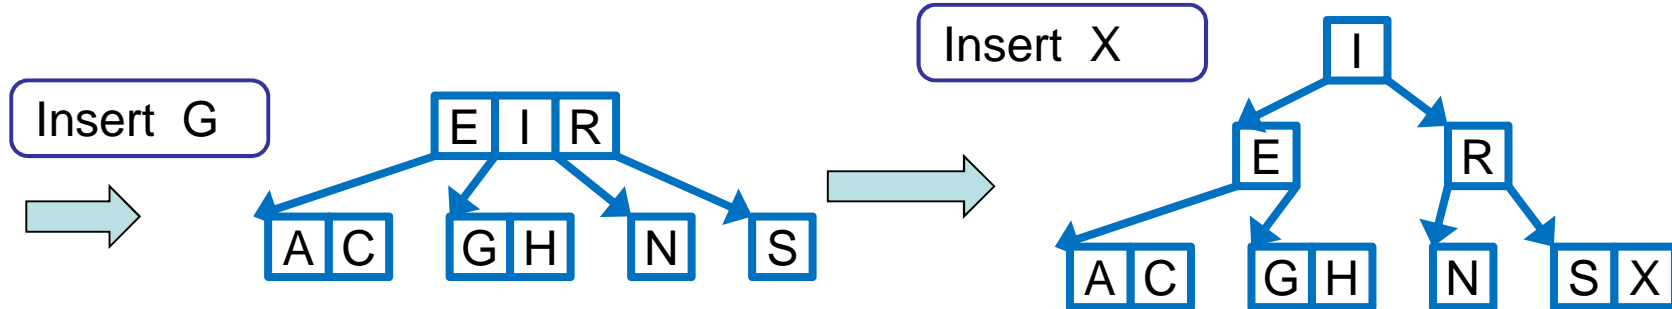 Insert G
E I R
A C G H N S
Insert X
I
E R
A C G H N S X